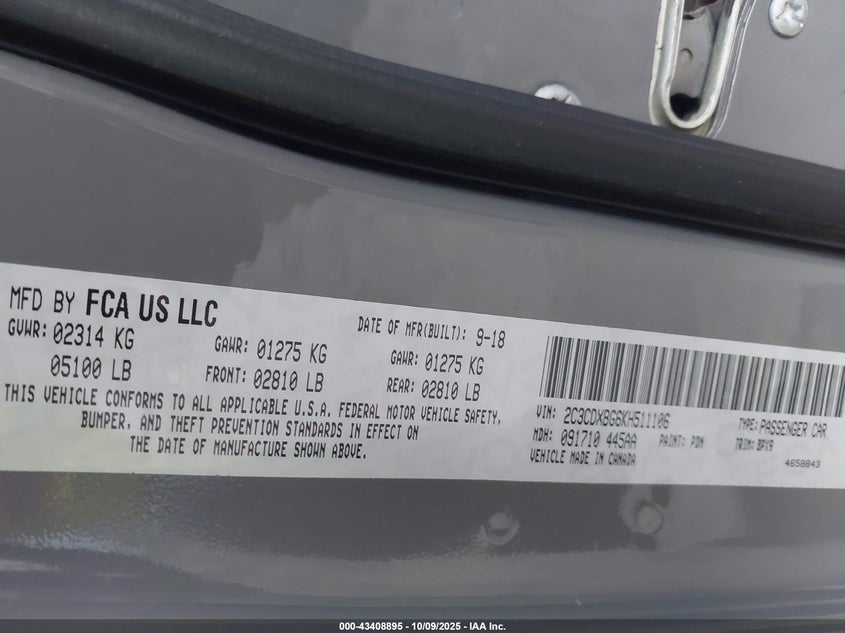 MFD BY FCA US LLC
DATE OF MFR(BUILT): 9-18
GVWR: 02314 KG
GAWR: 01275 KG
GAWR: 01275 KG
05100 LB
FRONT: 02810 LB
REAR: 02810 LB
THIS VEHICLE CONFORMS TO ALL APPLICABLE U.S.A. FEDERAL MOTOR VEHICLE SAFETY,
BUMPER, AND THEFT PREVENTION STANDARDS IN EFFECT ON
THE DATE OF MANUFACTURE SHOWN ABOVE.
VIN: 2C3CDXBG6KH511106
TYPE: PASSENGER CAR
MDH: 091710 445AA
PAINT: PDN
TRIM: BPX9
VEHICLE MADE IN CANADA
4658843
000-43408895 - 10/09/2025 - IAA Inc.